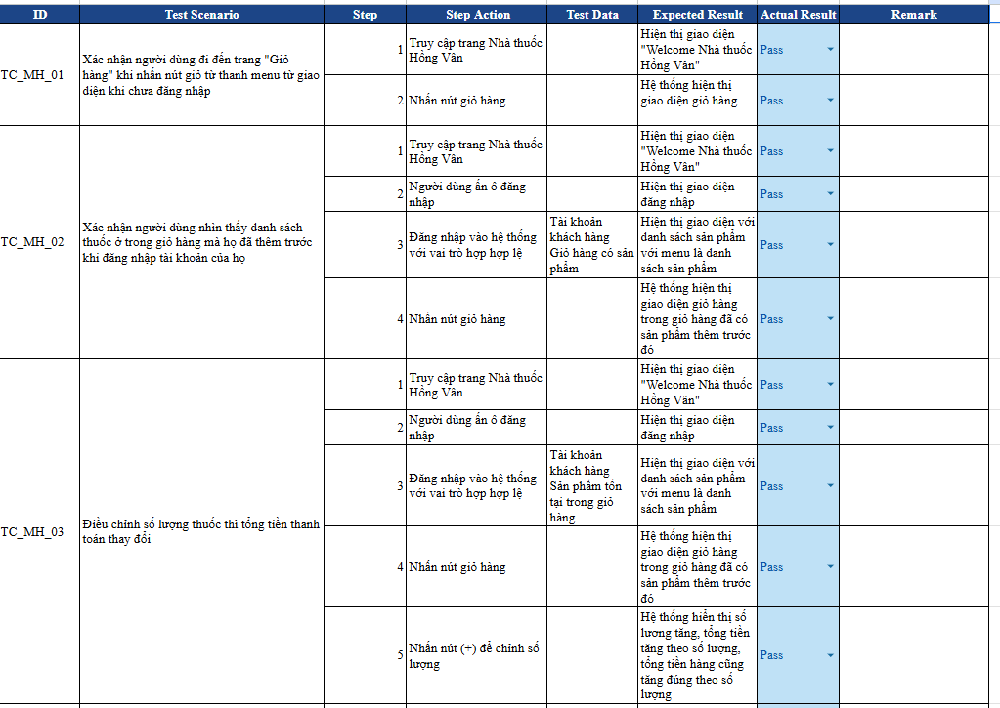 ID Test Scenario Step Step Action Test Data Expected Result Actual Result Remark
TC_MH_01
Xác nhận người dùng đi đến trang "Giỏ
hàng" khi nhấn nút giỏ từ thanh menu từ giao
diện khi chưa đăng nhập
1
Truy cập trang Nhà thuốc
Hồng Vân
Hiện thị giao diện
"Welcome Nhà thuốc
Hồng Vân"
Pass
2
Nhấn nút giỏ hàng
Hệ thống hiện thị
giao diện giỏ hàng
Pass
TC_MH_02
Xác nhận người dùng nhìn thấy danh sách
thuốc ở trong giỏ hàng mà họ đã thêm trước
khi đăng nhập tài khoản của họ
1
Truy cập trang Nhà thuốc
Hồng Vân
Hiện thị giao diện
"Welcome Nhà thuốc
Hồng Vân"
Pass
2
Người dùng ấn ô đăng
nhập
Hiện thị giao diện
đăng nhập
Pass
3
Đăng nhập vào hệ thống
với vai trò hợp hợp lệ
Tài khoản
khách hàng
Giỏ hàng có sản
phẩm
Hiện thị giao diện với
danh sách sản phẩm
với menu là danh
sách sản phẩm
Pass
4
Nhấn nút giỏ hàng
Hệ thống hiện thị
giao diện giỏ hàng
trong giỏ hàng đã có
sản phẩm thêm trước
đó
Pass
TC_MH_03
Điều chỉnh số lượng thuốc thì tổng tiền thanh
toán thay đổi
1
Truy cập trang Nhà thuốc
Hồng Vân
Hiện thị giao diện
"Welcome Nhà thuốc
Hồng Vân"
Pass
2
Người dùng ấn ô đăng
nhập
Hiện thị giao diện
đăng nhập
Pass
3
Đăng nhập vào hệ thống
với vai trò hợp hợp lệ
Tài khoản
khách hàng
Sản phẩm tồn
tại trong giỏ
hàng
Hiện thị giao diện với
danh sách sản phẩm
với menu là danh
sách sản phẩm
Pass
4
Nhấn nút giỏ hàng
Hệ thống hiện thị
giao diện giỏ hàng
trong giỏ hàng đã có
sản phẩm thêm trước
đó
Pass
5
Nhấn nút (+) để chỉnh số
lượng
Hệ thống hiển thị số
lương tăng, tổng tiền
tăng theo số lượng,
tổng tiền hàng cũng
tăng đúng theo số
lượng
Pass